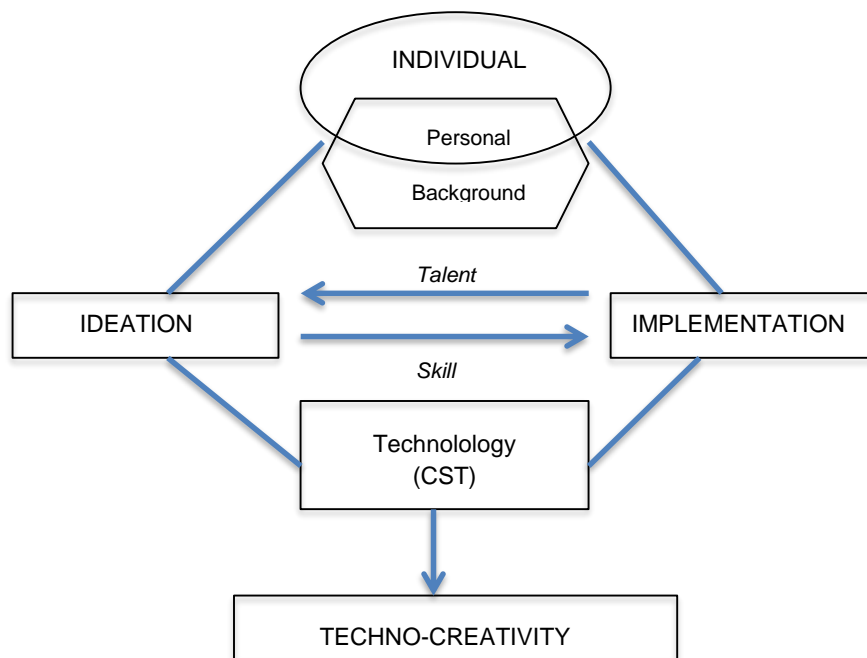 INDIVIDUAL
Personal
Background
Talent
IDEATION
IMPLEMENTATION
Skill
Technolology
(CST)
TECHNO-CREATIVITY